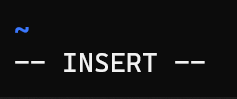 ~
-- INSERT --